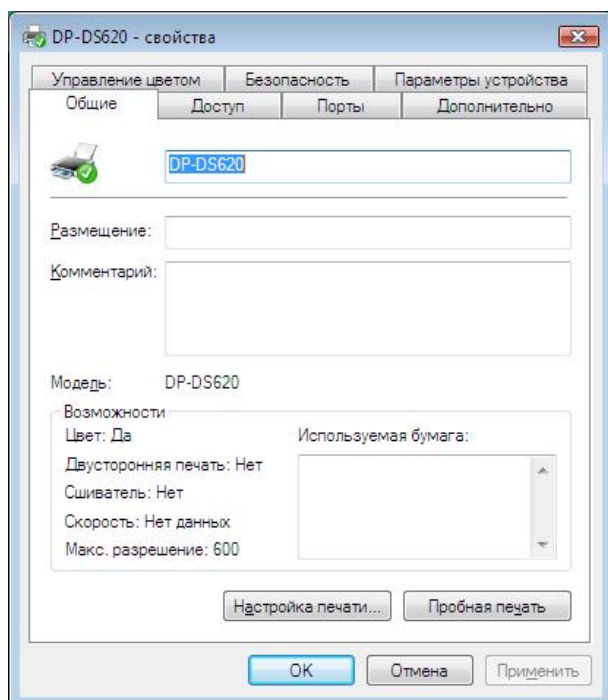 DP-DS620 - свойства
Управление цветом Безопасность Параметры устройства
Общие Доступ Порты Дополнительно
DP-DS620
Размещение:
Комментарий:
Модель: DP-DS620
Возможности
Цвет: Да Используемая бумага:
Двусторонняя печать: Нет
Сшиватель: Нет
Скорость: Нет данных
Макс. разрешение: 600
Настройка печати... Пробная печать
OK Отмена Применить